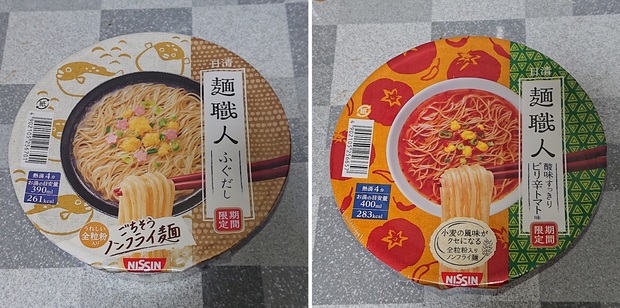 日清
麺職人
ふぐだし
期間
限定
熱湯4分
お湯の目安量
390ml
261kcal
うれしい
全粒粉
入り
ごちそう
ノンフライ麺
NISSIN
日清
麺職人
酸味すっきり
ピリ辛トマト味
期間
限定
熱湯4分
お湯の目安量
400ml
283kcal
小麦の風味が
クセになる
全粒粉入り
ノンフライ麺
NISSIN